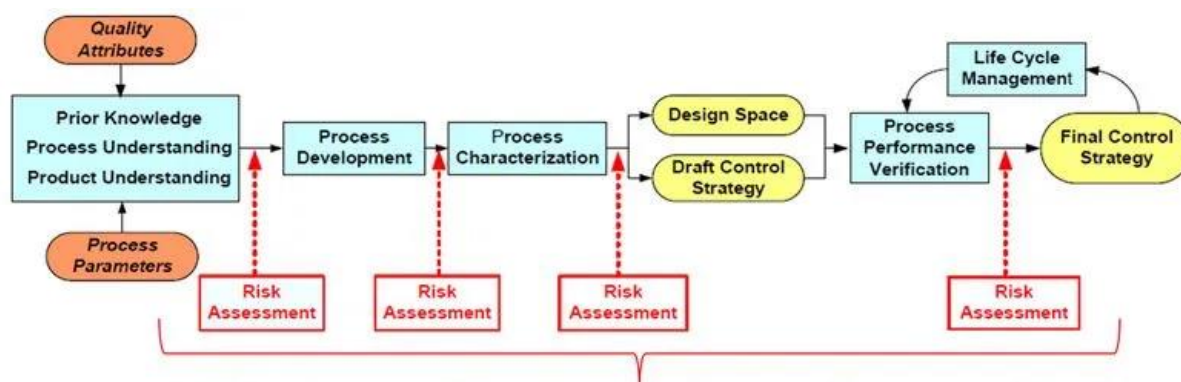 Quality
Attributes
Prior Knowledge
Process Understanding
Product Understanding
Process
Parameters
Process
Development
Process
Characterization
Design Space
Draft Control
Strategy
Life Cycle
Management
Process
Performance
Verification
Final Control
Strategy
Risk
Assessment
Risk
Assessment
Risk
Assessment
Risk
Assessment